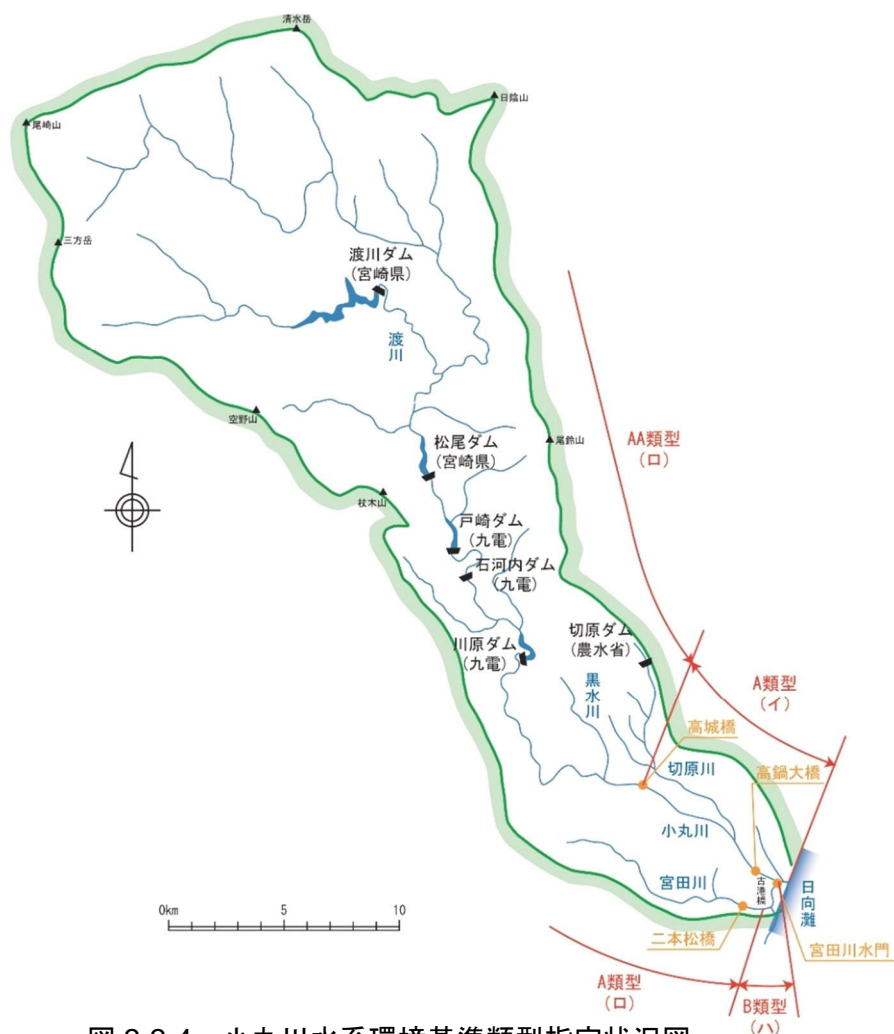 清水岳
日陰山
尾崎山
三方岳
渡川ダム
(宮崎県)
渡川
空野山
尾鈴山
AA類型
(ロ)
松尾ダム
(宮崎県)
杖木山
戸崎ダム
(九電)
石河内ダム
(九電)
川原ダム
(九電)
切原ダム
(農水省)
黒水川
A類型
(イ)
高城橋
高鍋大橋
切原川
小丸川
宮田川
古港橋
日向灘
0km 5 10
二本松橋
宮田川水門
A類型
(ロ)
B類型
(ハ)